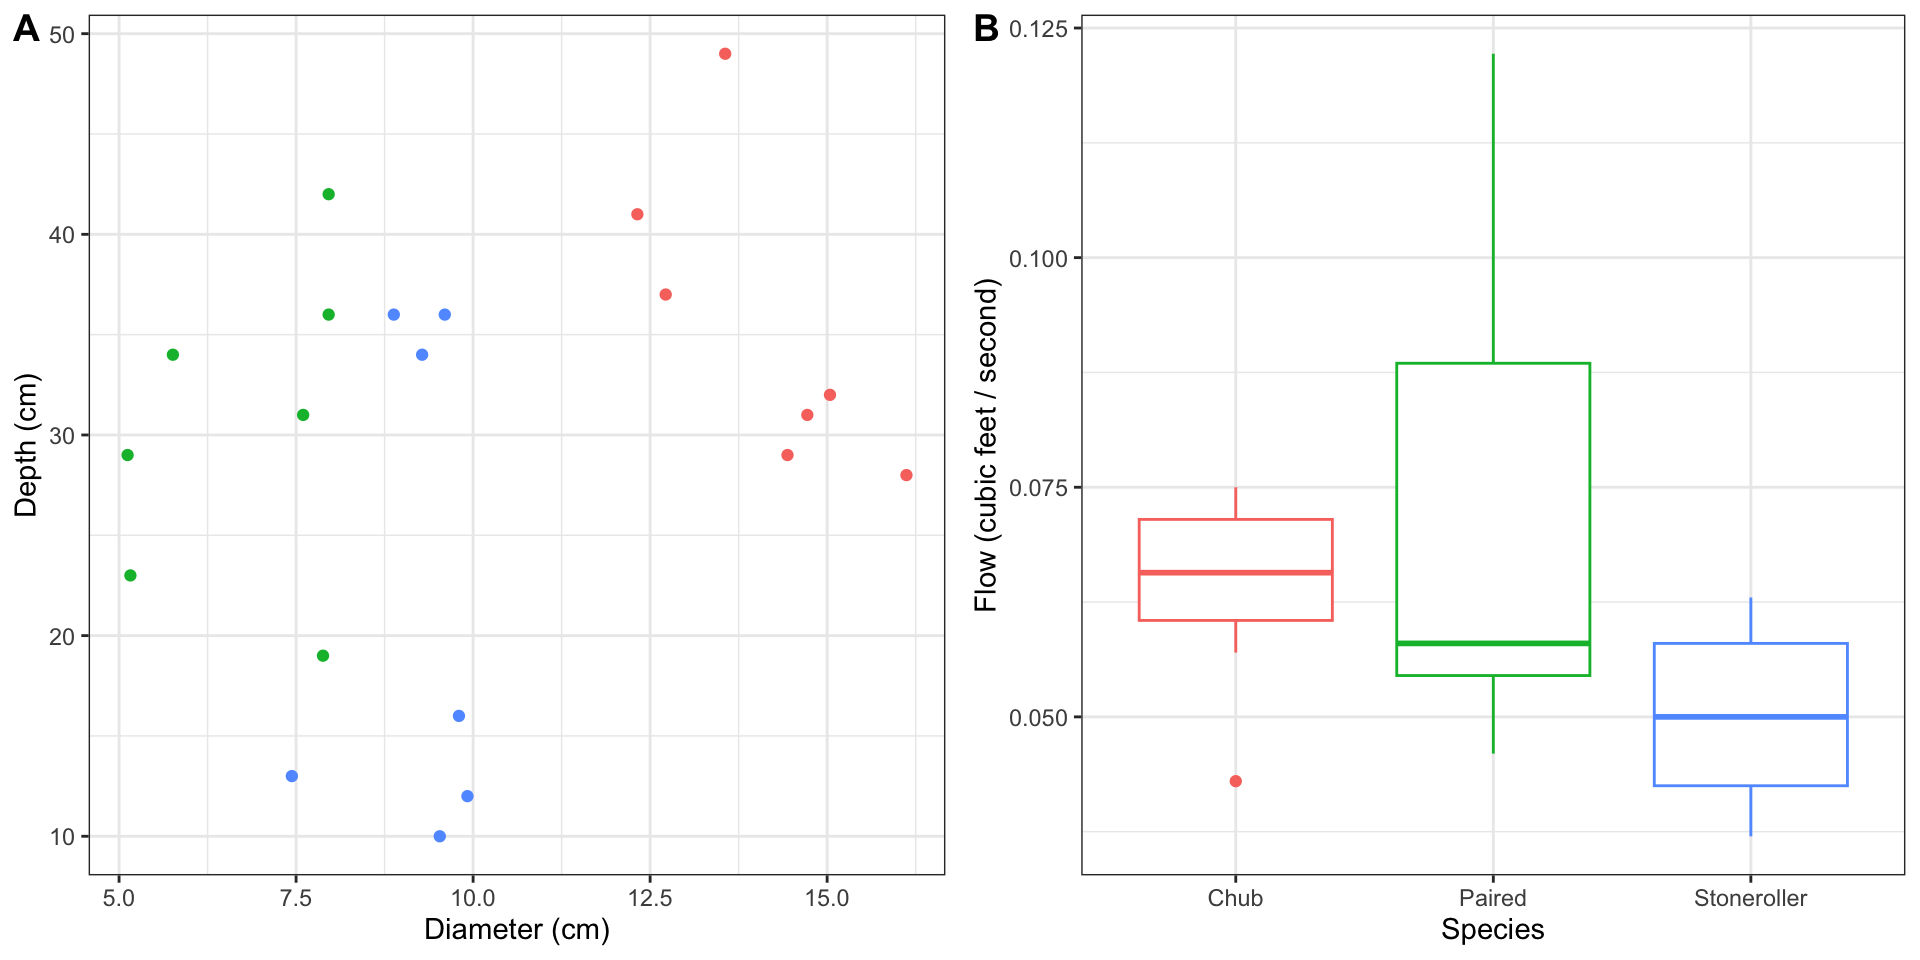 A
50
40
30
20
10
Depth (cm)
5.0 7.5 10.0 12.5 15.0
Diameter (cm)
B
0.125
0.100
0.075
0.050
Flow (cubic feet / second)
Chub Paired Stoneroller
Species